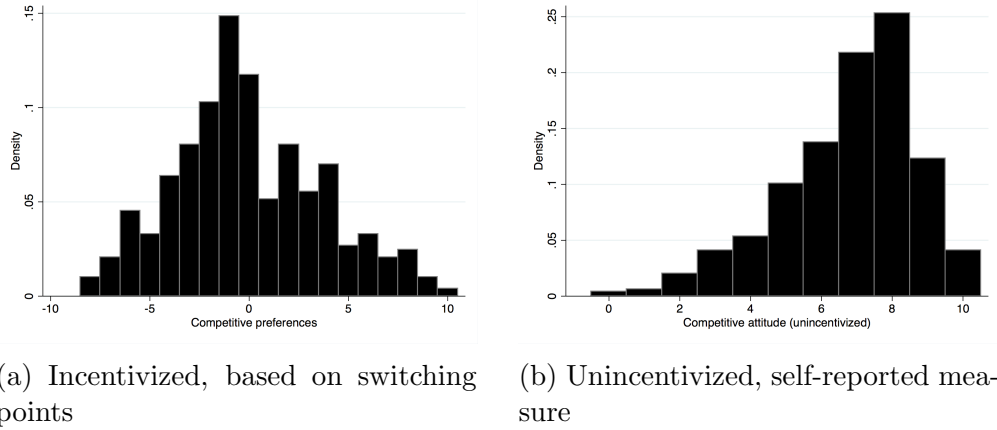 .15
.1
.05
0
Density
-10
-5
0
5
10
Competitive preferences
.25
.2
.15
.1
.05
0
Density
0
2
4
6
8
10
Competitive attitude (unincentivized)
(a) Incentivized, based on switching
points
(b) Unincentivized, self-reported mea-
sure